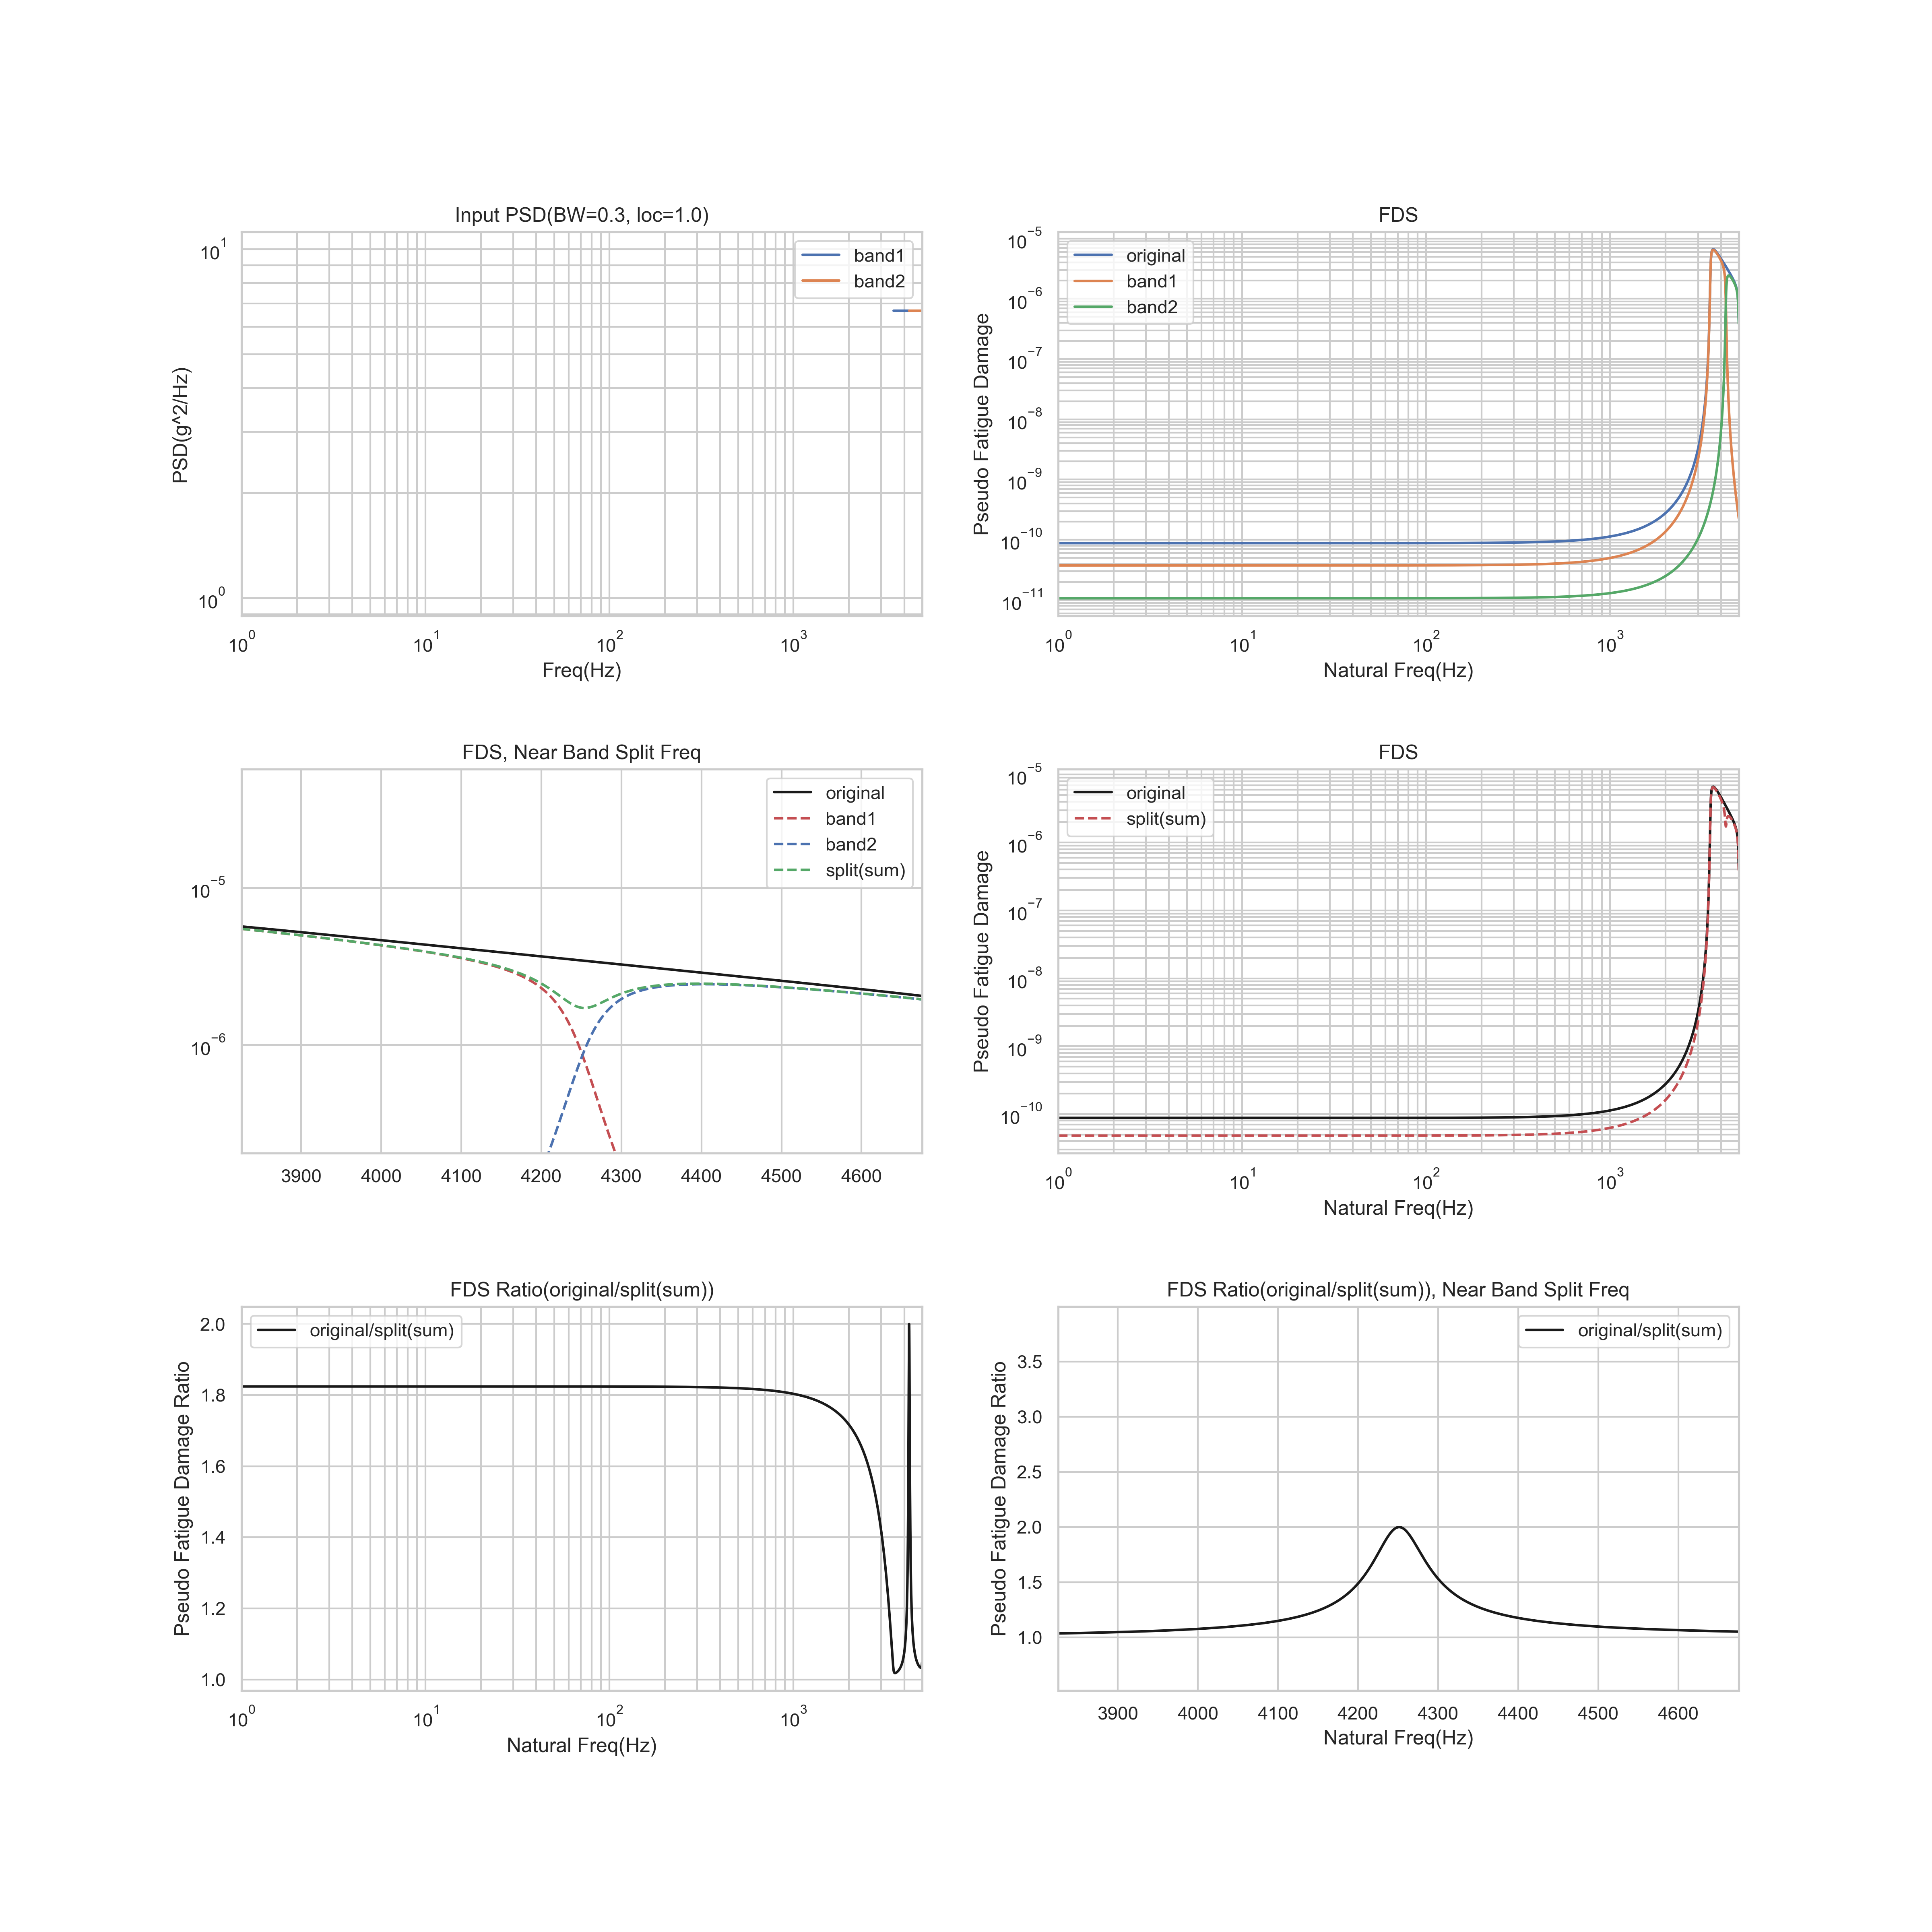 Input PSD(BW=0.3, loc=1.0)
PSD(g^2/Hz)
10^1
10^0
band1
band2
10^0 10^1 10^2 10^3
Freq(Hz)
FDS
Pseudo Fatigue Damage
10^−5
10^−6
10^−7
10^−8
10^−9
10^−10
10^−11
original
band1
band2
10^0 10^1 10^2 10^3
Natural Freq(Hz)
FDS, Near Band Split Freq
10^−5
10^−6
original
band1
band2
split(sum)
3900 4000 4100 4200 4300 4400 4500 4600
FDS
Pseudo Fatigue Damage
10^−5
10^−6
10^−7
10^−8
10^−9
10^−10
original
split(sum)
10^0 10^1 10^2 10^3
Natural Freq(Hz)
FDS Ratio(original/split(sum))
Pseudo Fatigue Damage Ratio
2.0
1.8
1.6
1.4
1.2
1.0
original/split(sum)
10^0 10^1 10^2 10^3
Natural Freq(Hz)
FDS Ratio(original/split(sum)), Near Band Split Freq
Pseudo Fatigue Damage Ratio
3.5
3.0
2.5
2.0
1.5
1.0
original/split(sum)
3900 4000 4100 4200 4300 4400 4500 4600
Natural Freq(Hz)